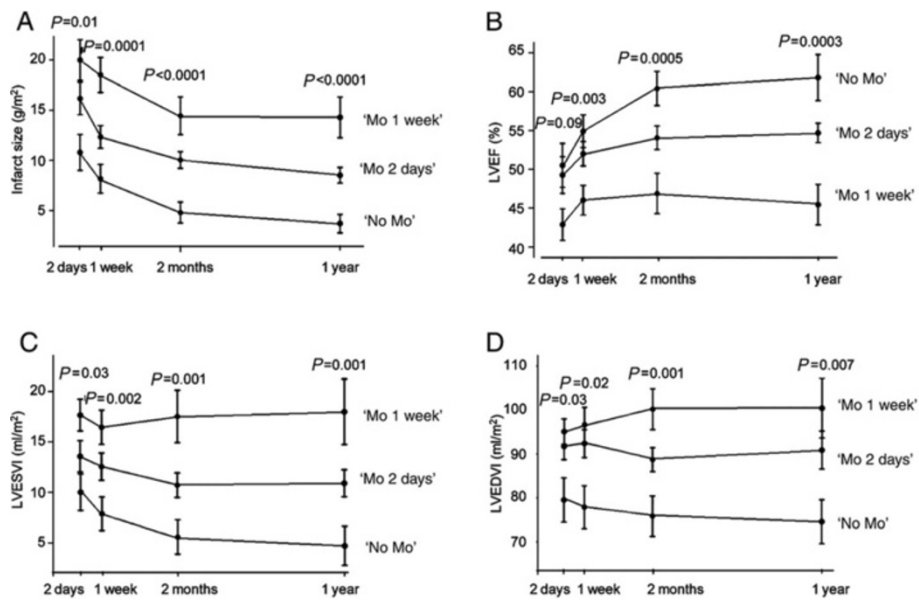 A
P=0.01
P=0.0001
P<0.0001
P<0.0001
20
15
10
5
Infarct size (g/m²)
'Mo 1 week'
'Mo 2 days'
'No Mo'
2 days 1 week 2 months 1 year
B
P=0.09
P=0.003
P=0.0005
P=0.0003
65
60
55
50
45
40
LVEF (%)
'No Mo'
'Mo 2 days'
'Mo 1 week'
2 days 1 week 2 months 1 year
C
P=0.03
P=0.002
P=0.001
P=0.001
20
15
10
5
LVESVI (ml/m²)
'Mo 1 week'
'Mo 2 days'
'No Mo'
2 days 1 week 2 months 1 year
D
P=0.03
P=0.02
P=0.001
P=0.007
110
100
90
80
70
LVEDVI (ml/m²)
'Mo 1 week'
'Mo 2 days'
'No Mo'
2 days 1 week 2 months 1 year